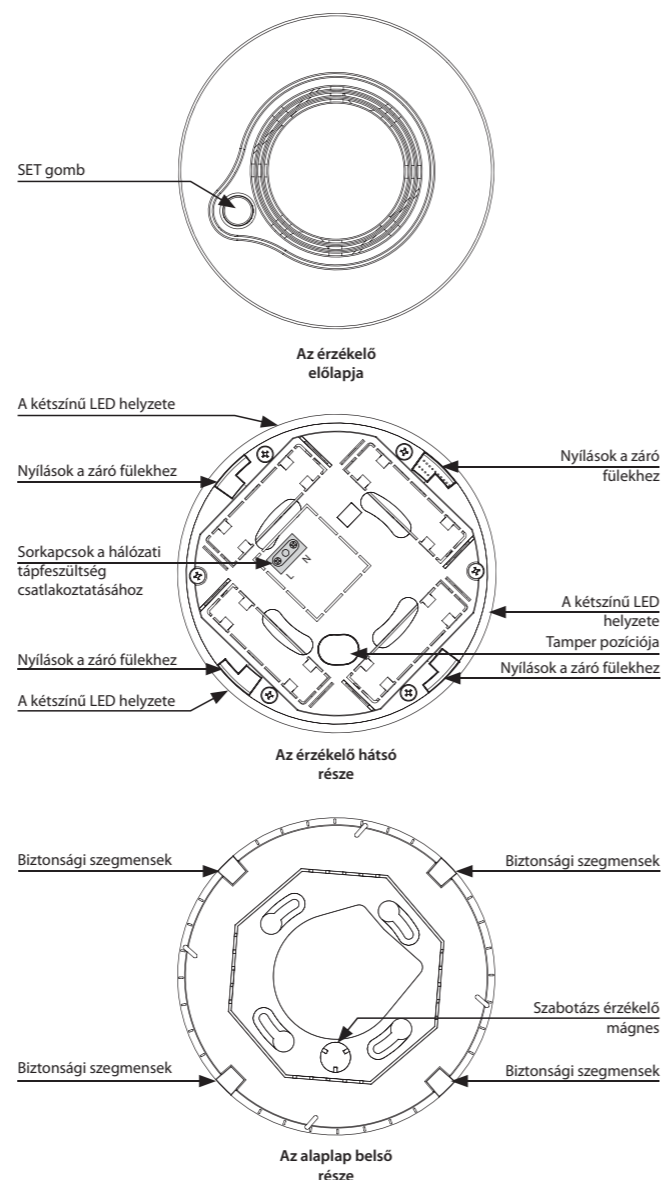 SET gomb
Az érzékelő
előlapja
A kétszínű LED helyzete
Nyílások a záró fülekhez
Nyílások a záró
fülekhez
Sorkapcsok a hálózati
tápfeszültség
csatlakoztatásához
L N
A kétszínű LED
helyzete
Tamper pozíciója
Nyílások a záró fülekhez
Nyílások a záró fülekhez
A kétszínű LED helyzete
Az érzékelő hátsó
része
Biztonsági szegmensek
Biztonsági szegmensek
Szabotázs érzékelő
mágnes
Biztonsági szegmensek
Biztonsági szegmensek
Az alaplap belső
része